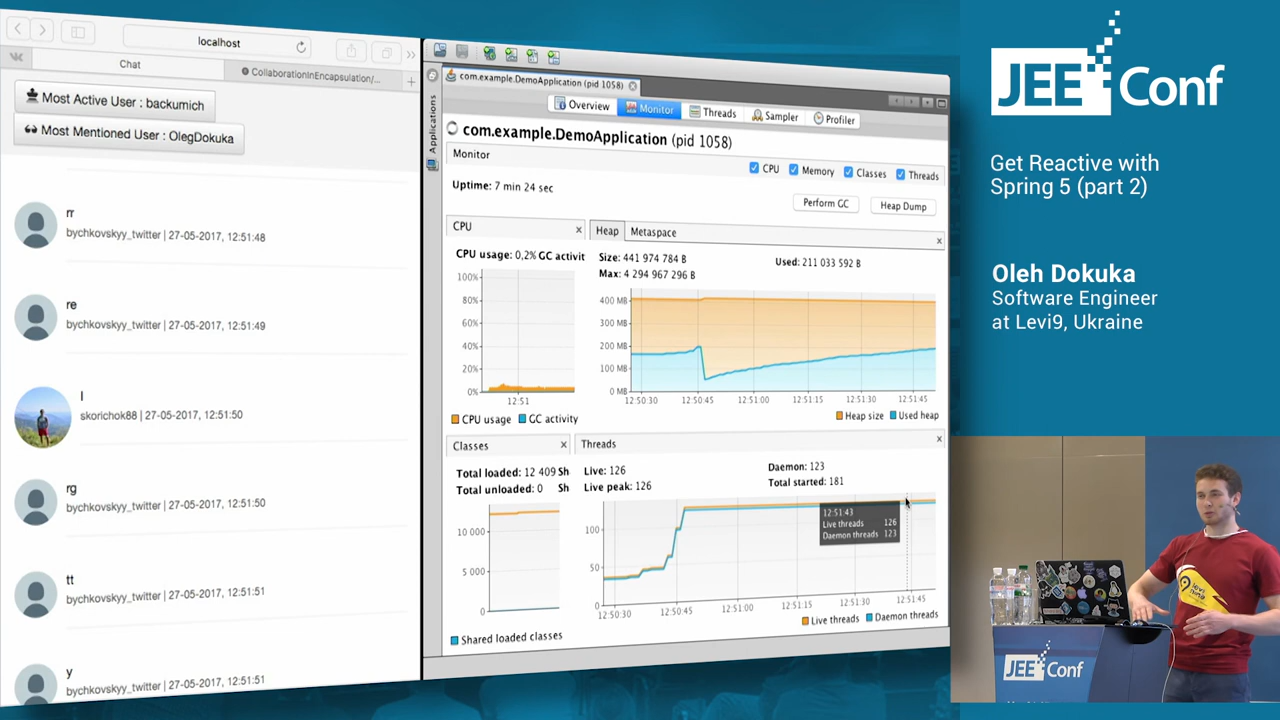 localhost
Chat
CollaborationInEncapsulation/...
Most Active User : backumich
Most Mentioned User : OlegDokuka
rr
bychkovskyy_twitter | 27-05-2017, 12:51:48
re
bychkovskyy_twitter | 27-05-2017, 12:51:49
l
skorichok88 | 27-05-2017, 12:51:50
rg
bychkovskyy_twitter | 27-05-2017, 12:51:50
tt
bychkovskyy_twitter | 27-05-2017, 12:51:51
y
bychkovskyy_twitter | 27-05-2017, 12:51:51
Applications
com.example.DemoApplication (pid 1058)
Overview
Monitor
Threads
Sampler
Profiler
com.example.DemoApplication (pid 1058)
Monitor
CPU
Memory
Classes
Threads
Uptime: 7 min 24 sec
Perform GC
Heap Dump
CPU
CPU usage: 0,2% GC activit
100%
80%
60%
40%
20%
0%
12:51
CPU usage
GC activity
Heap
Metaspace
Size: 441 974 784 B
Used: 211 033 592 B
Max: 4 294 967 296 B
400 MB
300 MB
200 MB
100 MB
0 MB
12:50:30
12:50:45
12:51:00
12:51:15
12:51:30
12:51:45
Heap size
Used heap
Classes
Total loaded: 12 409 Sh
Total unloaded: 0 Sh
10 000
5 000
0
Shared loaded classes
Threads
Live: 126
Daemon: 123
Live peak: 126
Total started: 181
100
50
0
12:51:43
Live threads 126
Daemon threads 123
12:50:30
12:50:45
12:51:00
12:51:15
12:51:30
12:51:45
Live threads
Daemon threads
JEE Conf
Get Reactive with
Spring 5 (part 2)
Oleh Dokuka
Software Engineer
at Levi9, Ukraine
JEE Conf